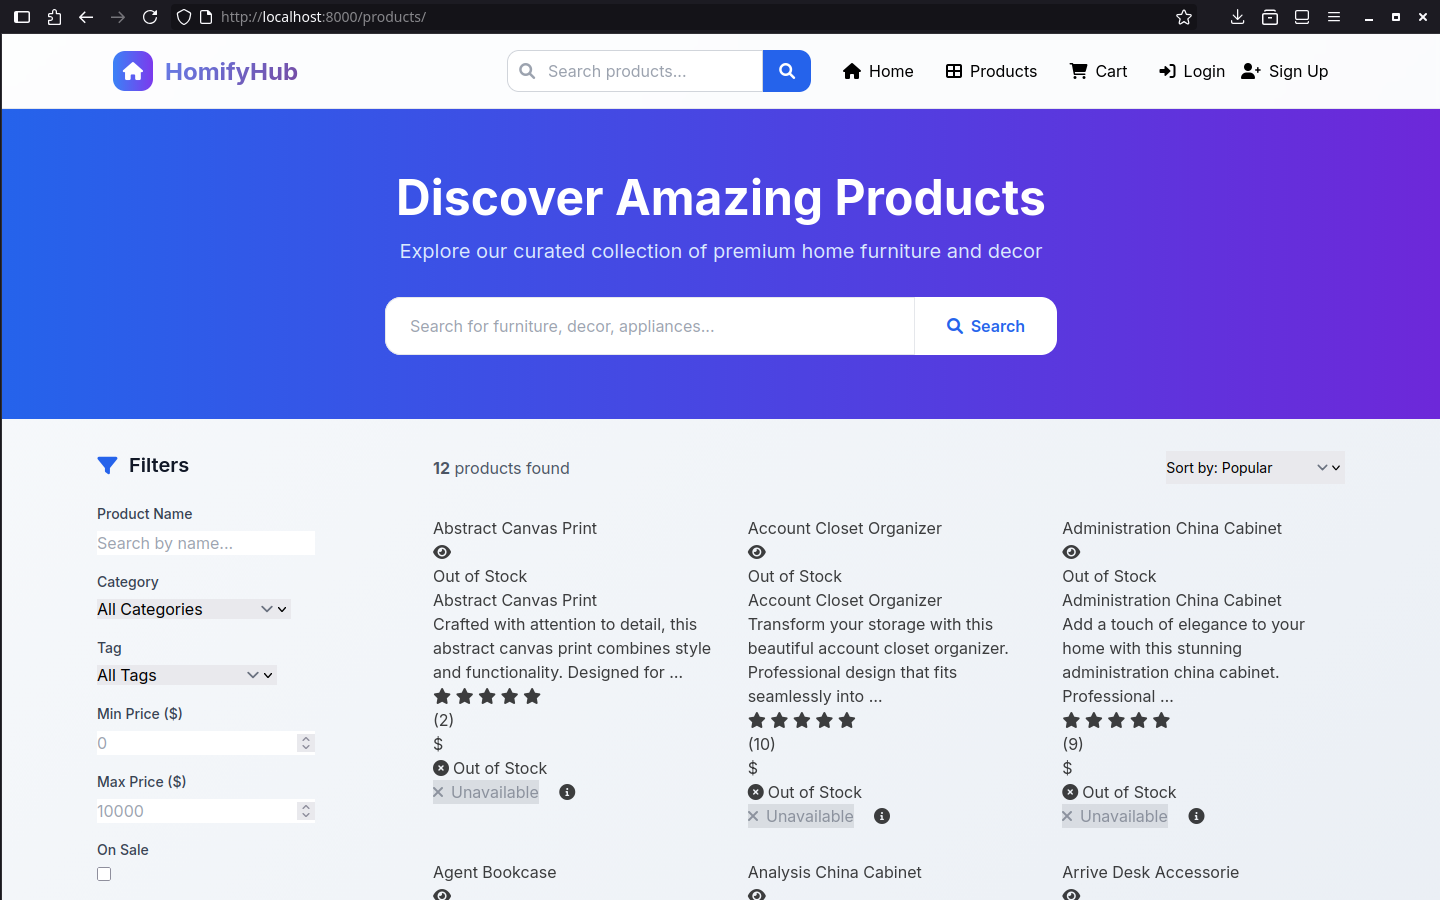 http://localhost:8000/products/
HomifyHub
Search products...
Home
Products
Cart
Login
Sign Up
Discover Amazing Products
Explore our curated collection of premium home furniture and decor
Search for furniture, decor, appliances...
Search
Filters
Product Name
Search by name...
Category
All Categories
Tag
All Tags
Min Price ($)
0
Max Price ($)
10000
On Sale
12 products found
Sort by: Popular
Abstract Canvas Print
Out of Stock
Abstract Canvas Print
Crafted with attention to detail, this
abstract canvas print combines style
and functionality. Designed for ...
(2)
$
Out of Stock
Unavailable
Account Closet Organizer
Out of Stock
Account Closet Organizer
Transform your storage with this
beautiful account closet organizer.
Professional design that fits
seamlessly into ...
(10)
$
Out of Stock
Unavailable
Administration China Cabinet
Out of Stock
Administration China Cabinet
Add a touch of elegance to your
home with this stunning
administration china cabinet.
Professional ...
(9)
$
Out of Stock
Unavailable
Agent Bookcase
Analysis China Cabinet
Arrive Desk Accessorie